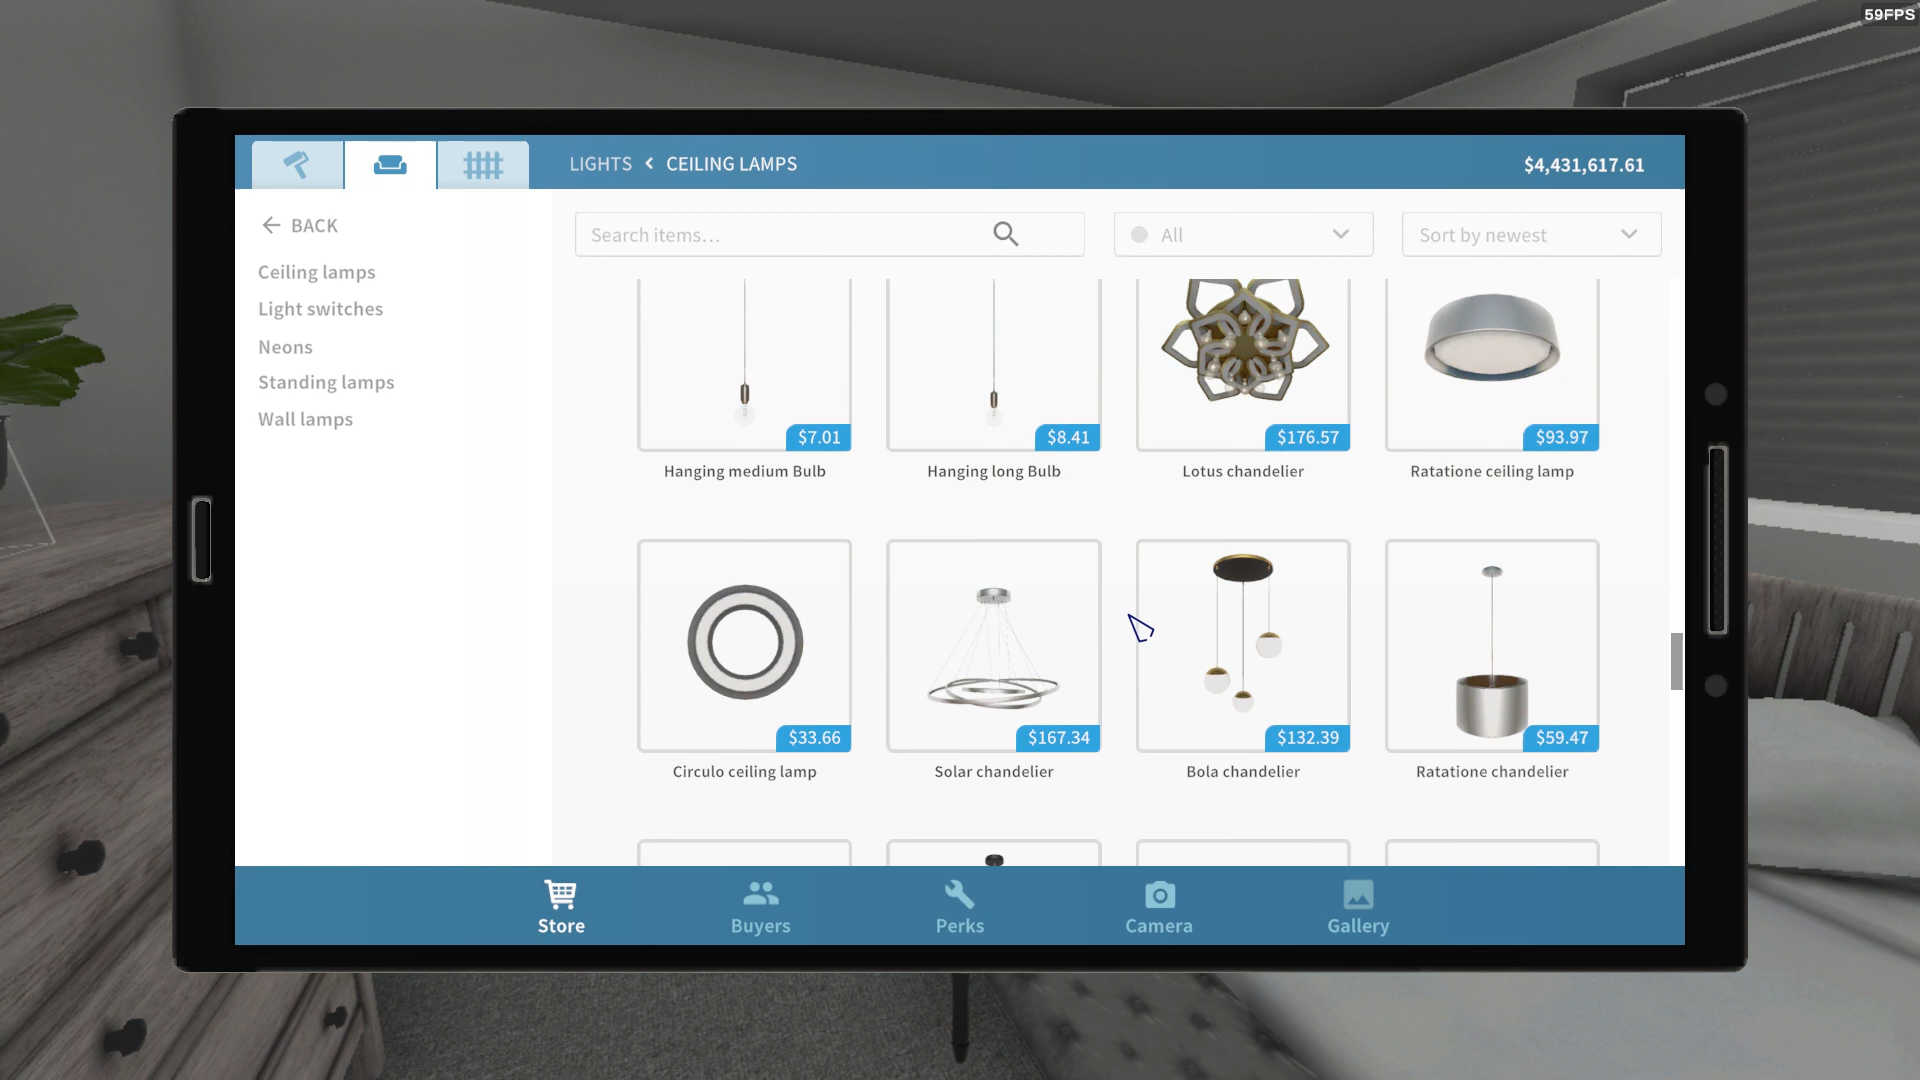 59FPS
LIGHTS < CEILING LAMPS
$4,431,617.61
BACK
Search items...
All
Sort by newest
Ceiling lamps
Light switches
Neons
Standing lamps
Wall lamps
$7.01
$8.41
$176.57
$93.97
Hanging medium Bulb
Hanging long Bulb
Lotus chandelier
Ratatione ceiling lamp
$33.66
$167.34
$132.39
$59.47
Circulo ceiling lamp
Solar chandelier
Bola chandelier
Ratatione chandelier
Store
Buyers
Perks
Camera
Gallery